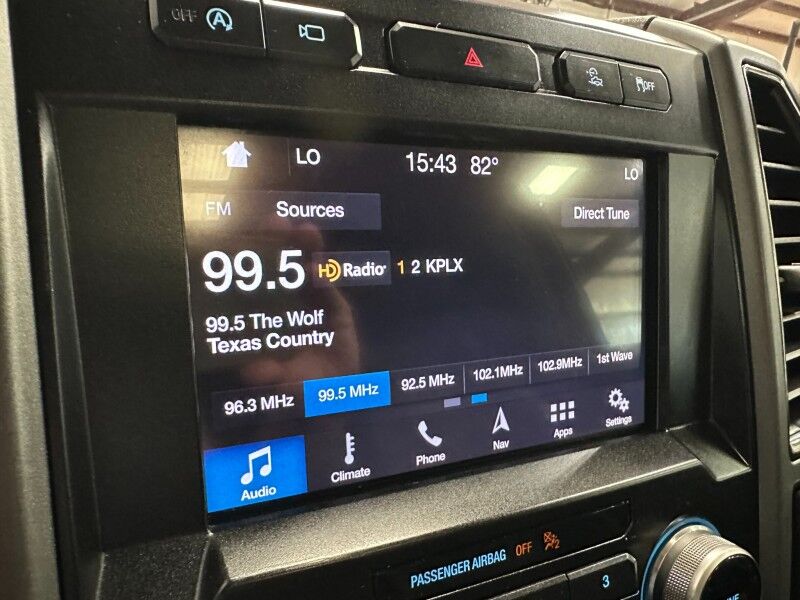 OFF A
OFF
LO 15:43 82° LO
FM Sources Direct Tune
99.5 HD Radio 1 2 KPLX
99.5 The Wolf
Texas Country
96.3 MHz 99.5 MHz 92.5 MHz 102.1MHz 102.9MHz 1st Wave
Audio Climate Phone Nav Apps Settings
PASSENGER AIRBAG OFF 2
3